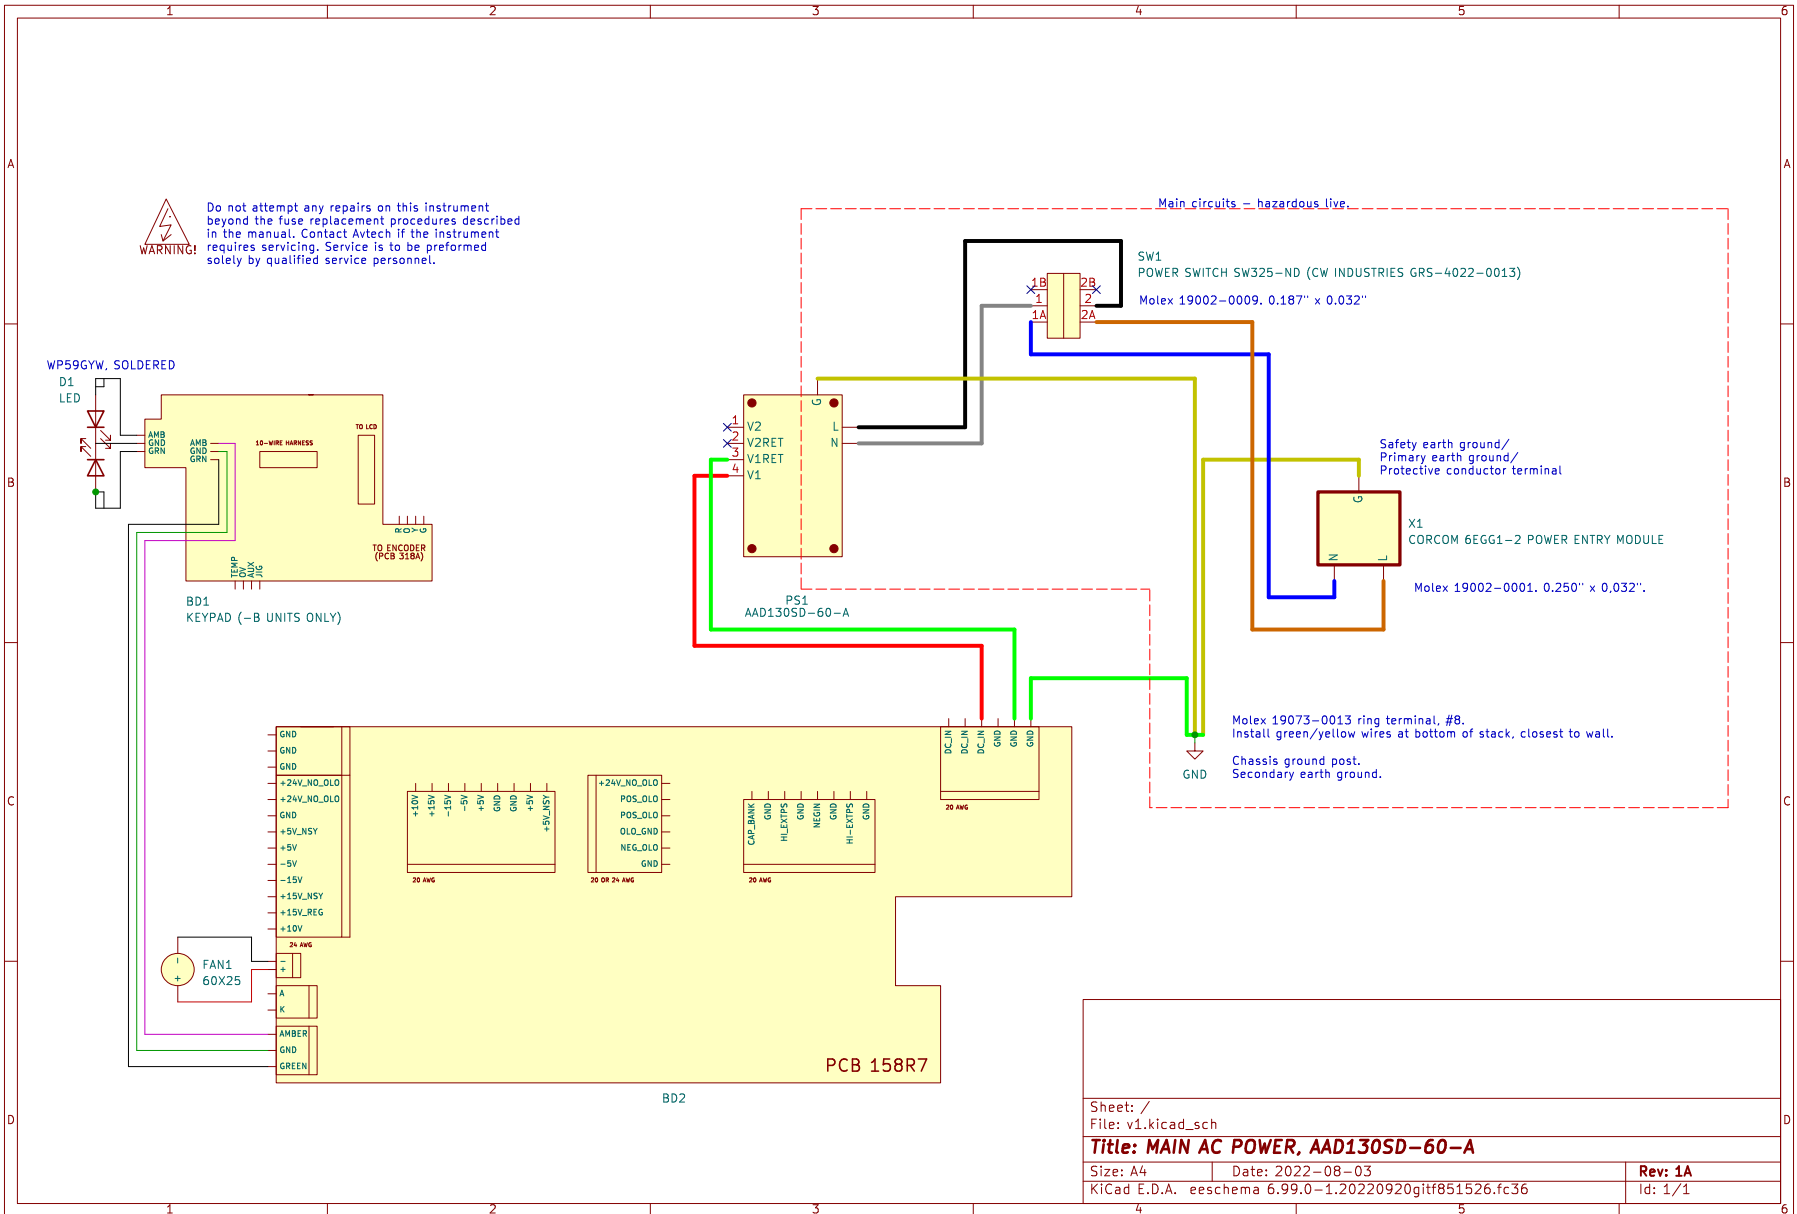 1
2
3
4
5
6
A
A
B
B
C
C
D
D
WARNING!
Do not attempt any repairs on this instrument
beyond the fuse replacement procedures described
in the manual. Contact Avtech if the instrument
requires servicing. Service is to be preformed
solely by qualified service personnel.
Main circuits – hazardous live.
SW1
POWER SWITCH SW325-ND (CW INDUSTRIES GRS-4022-0013)
Molex 19002-0009. 0.187" x 0.032"
1B
1
1A
2B
2
2A
WP59GYW, SOLDERED
D1
LED
AMB
GND
GRN
AMB
GND
GRN
10-WIRE HARNESS
TO LCD
R
O
Y
G
TO ENCODER
(PCB 318A)
TEMP
OV
AUX
JIG
BD1
KEYPAD (-B UNITS ONLY)
1
2
3
4
V2
V2RET
V1RET
V1
G
L
N
PS1
AAD130SD-60-A
Safety earth ground/
Primary earth ground/
Protective conductor terminal
G
N
L
X1
CORCOM 6EGG1-2 POWER ENTRY MODULE
Molex 19002-0001. 0.250" x 0,032".
Molex 19073-0013 ring terminal, #8.
Install green/yellow wires at bottom of stack, closest to wall.
Chassis ground post.
Secondary earth ground.
GND
GND
GND
GND
+24V_NO_OLO
+24V_NO_OLO
GND
+5V_NSY
+5V
-5V
-15V
+15V_NSY
+15V_REG
+10V
24 AWG
+10V
+15V
-15V
-5V
+5V
GND
GND
+5V
+5V_NSY
20 AWG
+24V_NO_OLO
POS_OLO
POS_OLO
OLO_GND
NEG_OLO
GND
20 OR 24 AWG
CAP_BANK
GND
HI_EXTPS
GND
NEGIN
GND
HI-EXTPS
GND
20 AWG
DC_IN
DC_IN
DC_IN
GND
GND
GND
20 AWG
FAN1
60X25
-
+
-
+
A
K
AMBER
GND
GREEN
PCB 158R7
BD2
Sheet: /
File: v1.kicad_sch
Title: MAIN AC POWER, AAD130SD-60-A
Size: A4
Date: 2022-08-03
Rev: 1A
KiCad E.D.A. eeschema 6.99.0-1.20220920gitf851526.fc36
Id: 1/1
1
2
3
4
5
6